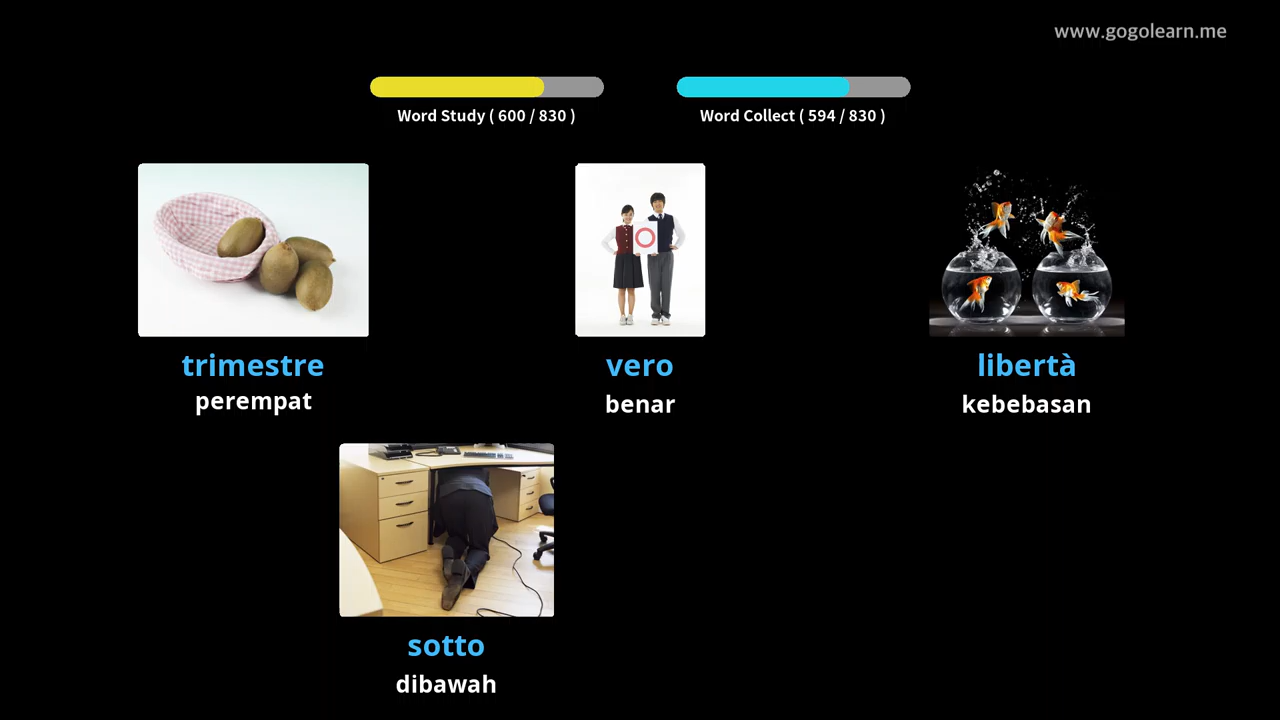 www.gogolearn.me
Word Study ( 600 / 830 )
Word Collect ( 594 / 830 )
trimestre
perempat
vero
benar
libertà
kebebasan
sotto
dibawah